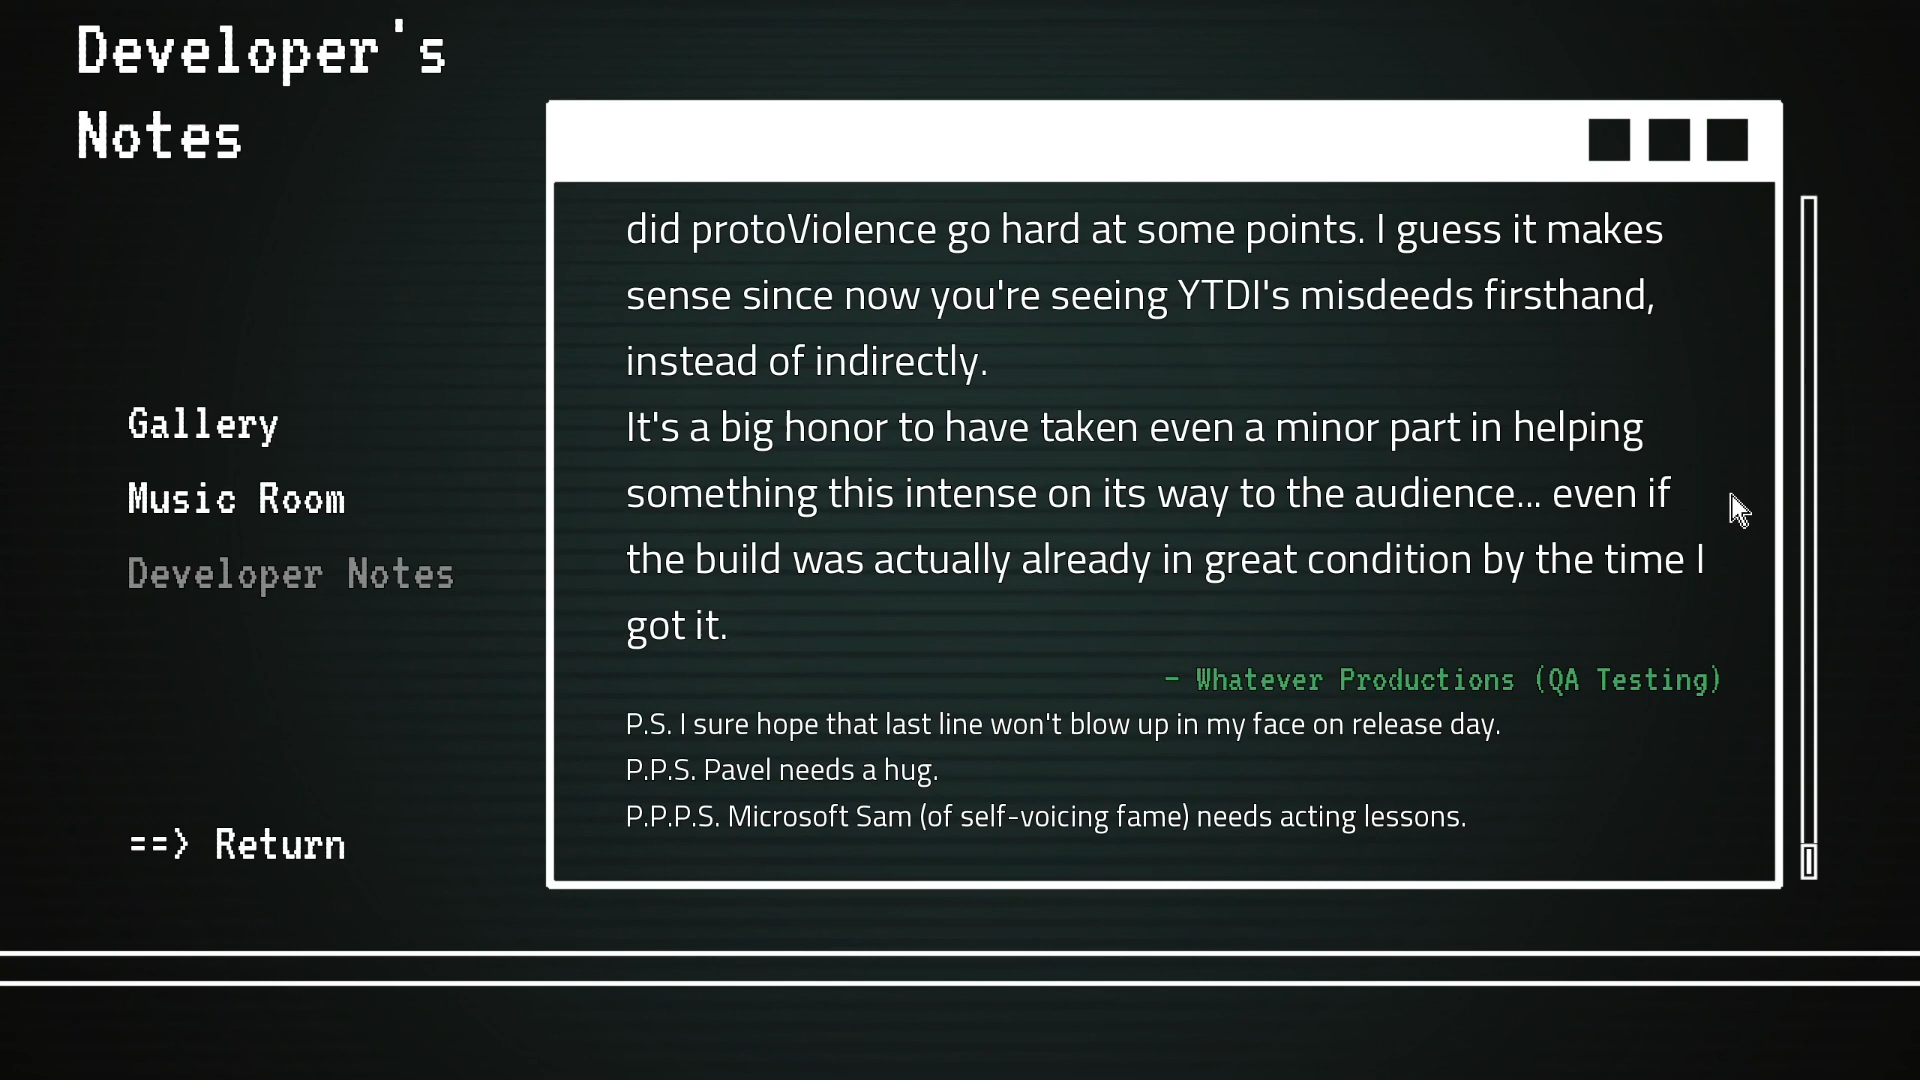 Developer's
Notes
Gallery
Music Room
Developer Notes
==> Return
did protoViolence go hard at some points. I guess it makes
sense since now you're seeing YTDI's misdeeds firsthand,
instead of indirectly.
It's a big honor to have taken even a minor part in helping
something this intense on its way to the audience... even if
the build was actually already in great condition by the time I
got it.
- Whatever Productions (QA Testing)
P.S. I sure hope that last line won't blow up in my face on release day.
P.P.S. Pavel needs a hug.
P.P.P.S. Microsoft Sam (of self-voicing fame) needs acting lessons.